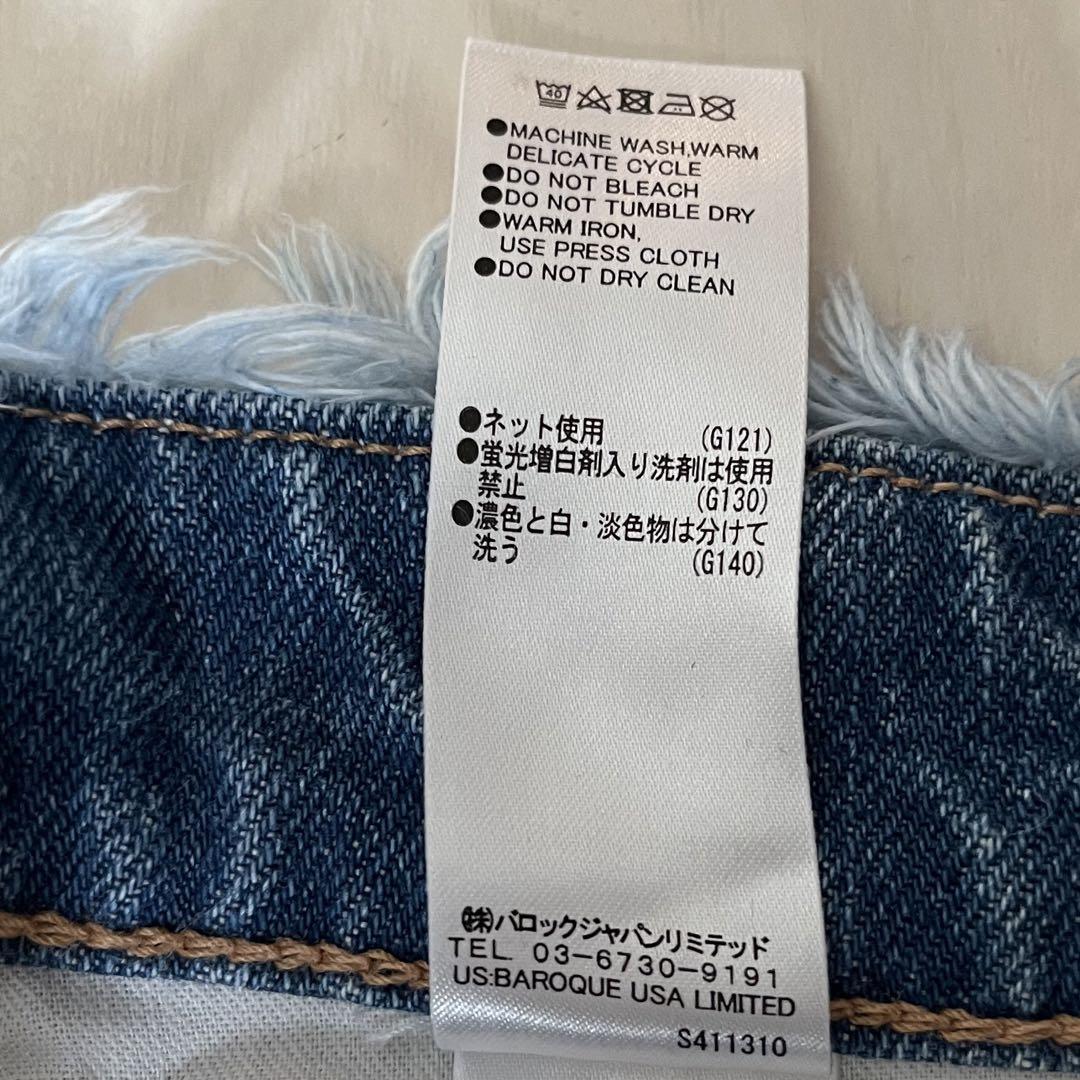 40
●MACHINE WASH,WARM
DELICATE CYCLE
●DO NOT BLEACH
●DO NOT TUMBLE DRY
●WARM IRON,
USE PRESS CLOTH
●DO NOT DRY CLEAN
●ネット使用 (G121)
●蛍光増白剤入り洗剤は使用
禁止 (G130)
●濃色と白・淡色物は分けて
洗う (G140)
㈱バロックジャパンリミテッド
TEL. 03-6730-9191
US:BAROQUE USA LIMITED
S411310